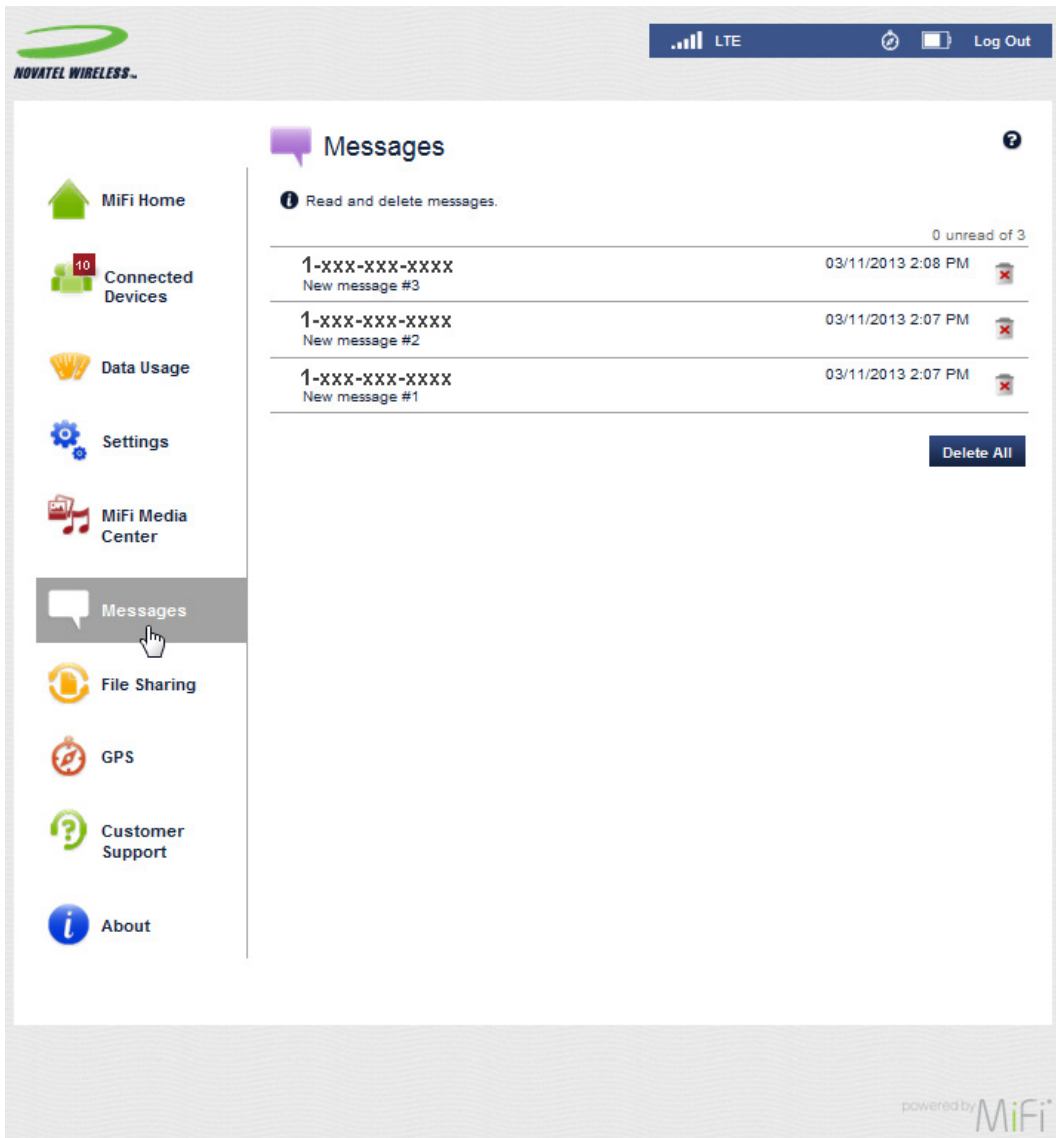 LTE
Log Out
NOVATEL WIRELESS™
Messages
?
MiFi Home
i Read and delete messages.
0 unread of 3
10
Connected
Devices
1-xxx-xxx-xxxx
03/11/2013 2:08 PM
New message #3
1-xxx-xxx-xxxx
03/11/2013 2:07 PM
New message #2
Data Usage
1-xxx-xxx-xxxx
03/11/2013 2:07 PM
New message #1
Settings
Delete All
MiFi Media
Center
Messages
File Sharing
GPS
?
Customer
Support
i
About
powered by MiFi